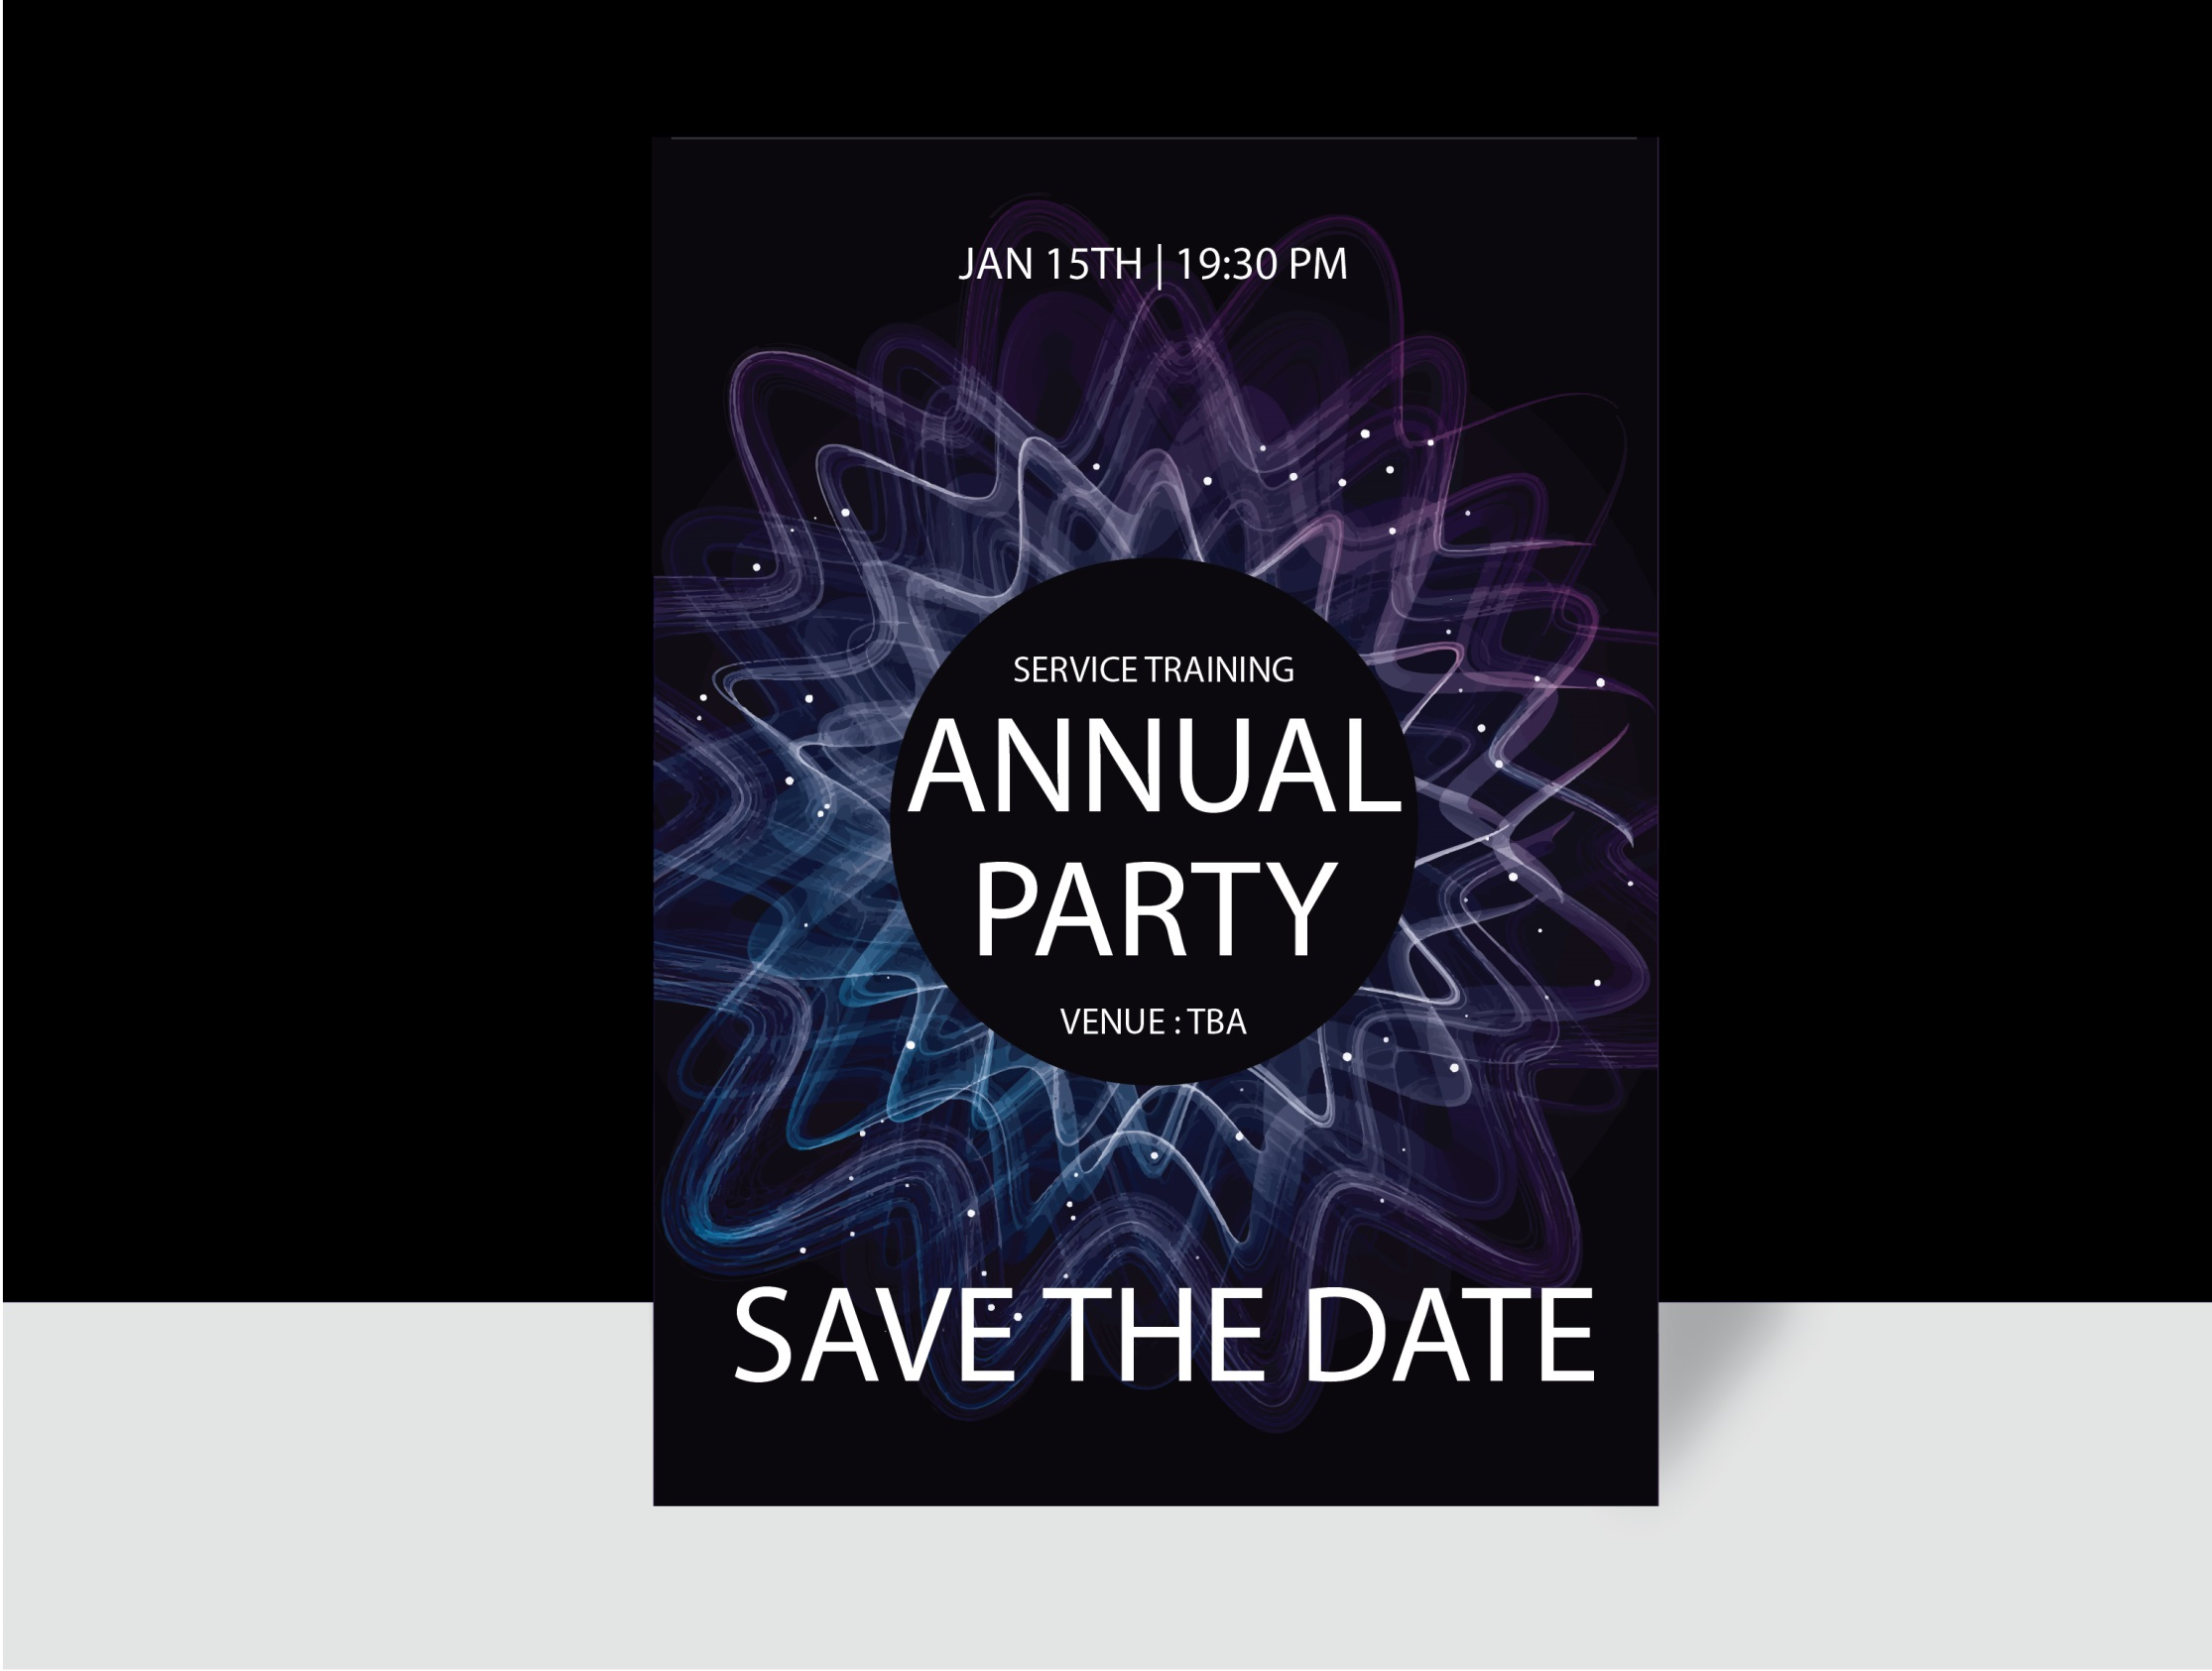 JAN 15TH | 19:30 PM
SERVICE TRAINING
ANNUAL
PARTY
VENUE : TBA
SAVE THE DATE